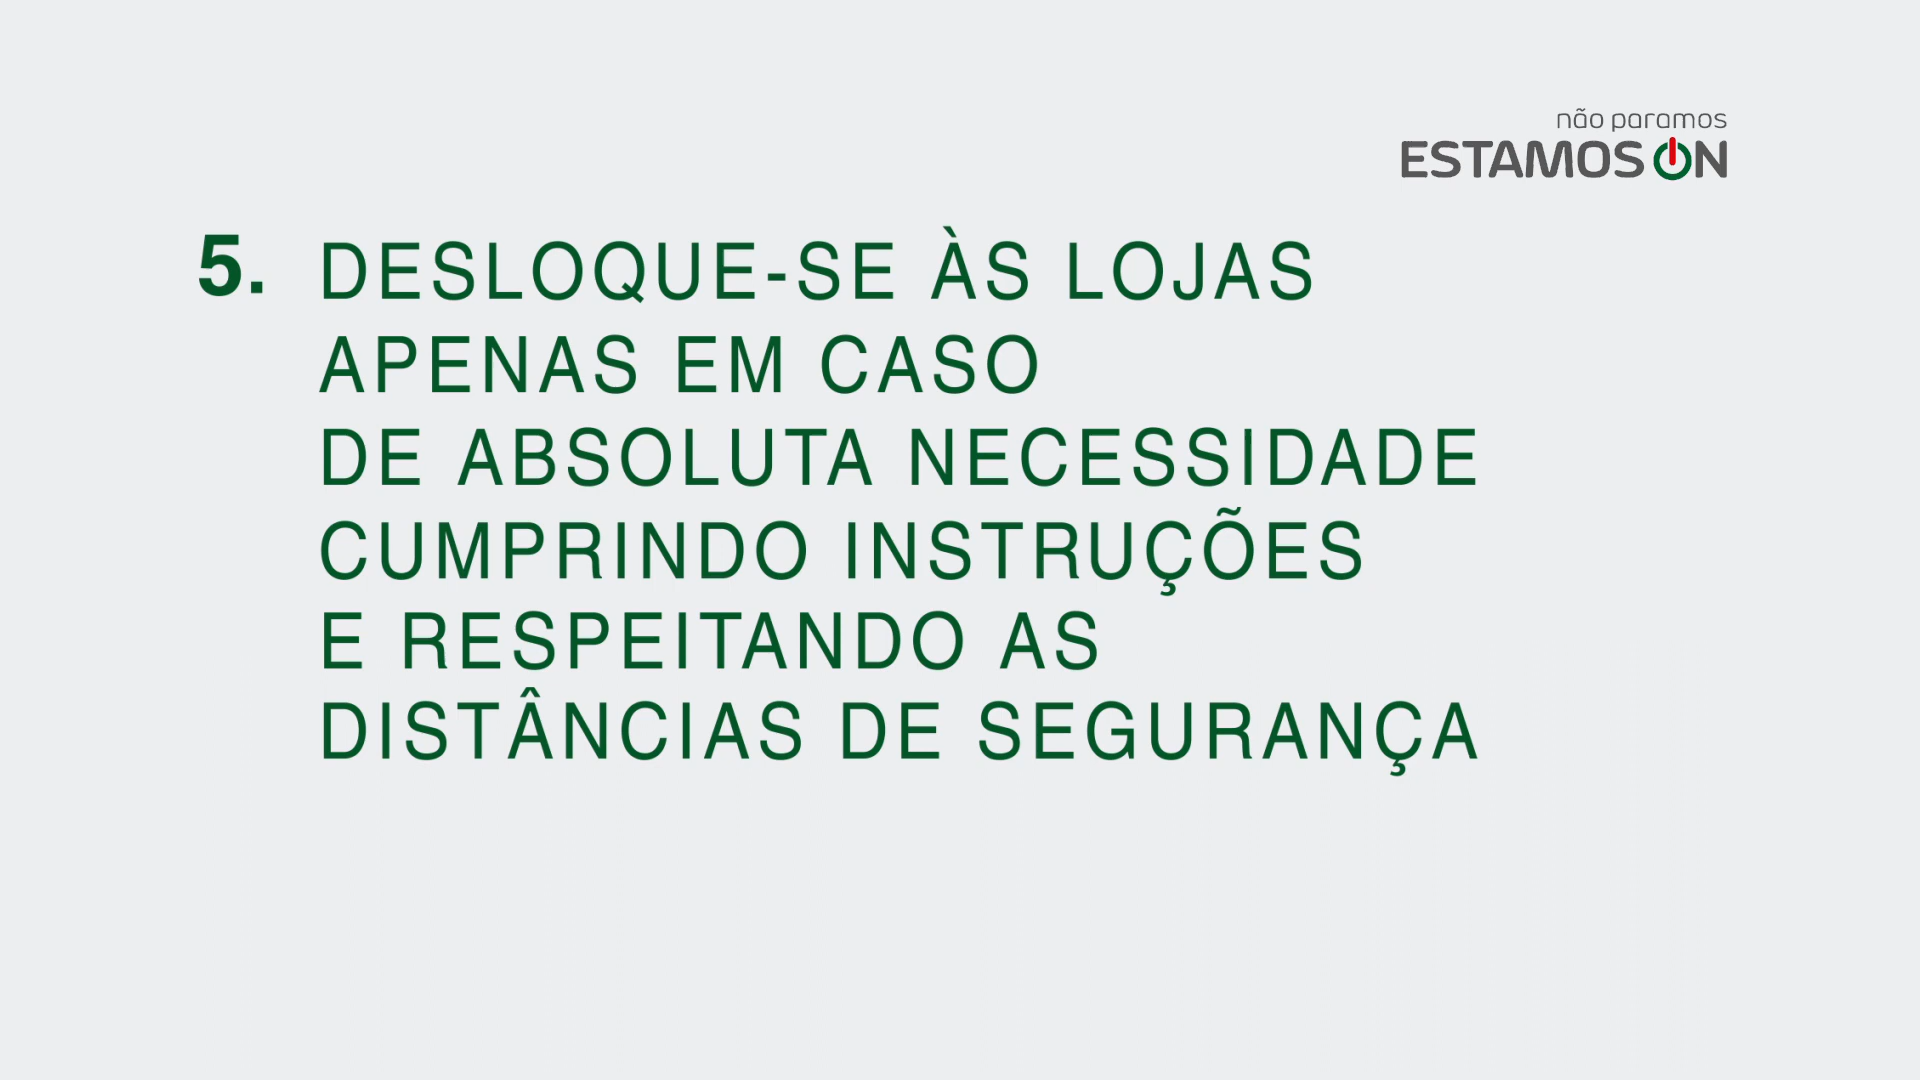 não paramos
ESTAMOS ON
5. DESLOQUE-SE ÀS LOJAS
APENAS EM CASO
DE ABSOLUTA NECESSIDADE
CUMPRINDO INSTRUÇÕES
E RESPEITANDO AS
DISTÂNCIAS DE SEGURANÇA